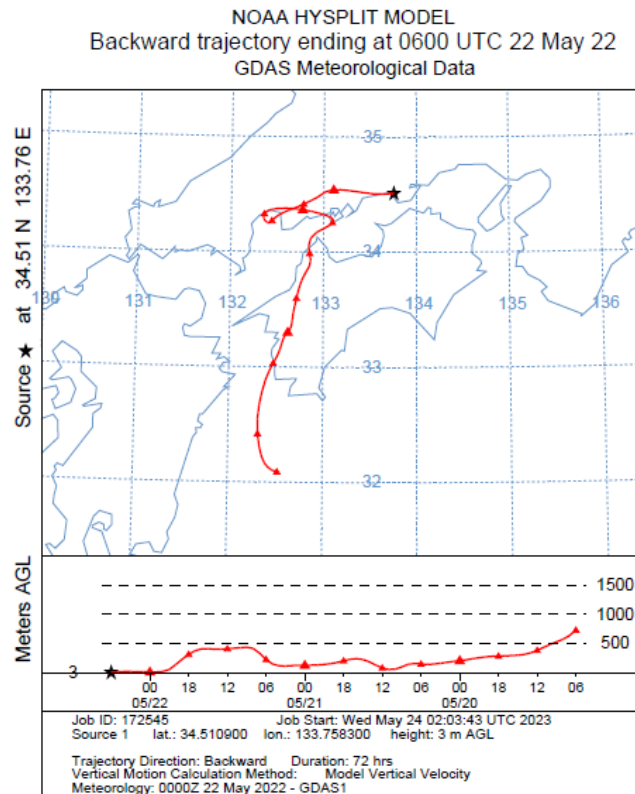 NOAA HYSPLIT MODEL
Backward trajectory ending at 0600 UTC 22 May 22
GDAS Meteorological Data
Source ★ at 34.51 N 133.76 E
35
34
130 131 132 133 134 135 136
33
32
Meters AGL
1500
1000
500
3
00 18 12 06 00 18 12 06 00 18 12 06
05/22 05/21 05/20
Job ID: 172545 Job Start: Wed May 24 02:03:43 UTC 2023
Source 1 lat.: 34.510900 lon.: 133.758300 height: 3 m AGL
Trajectory Direction: Backward Duration: 72 hrs
Vertical Motion Calculation Method: Model Vertical Velocity
Meteorology: 0000Z 22 May 2022 - GDAS1